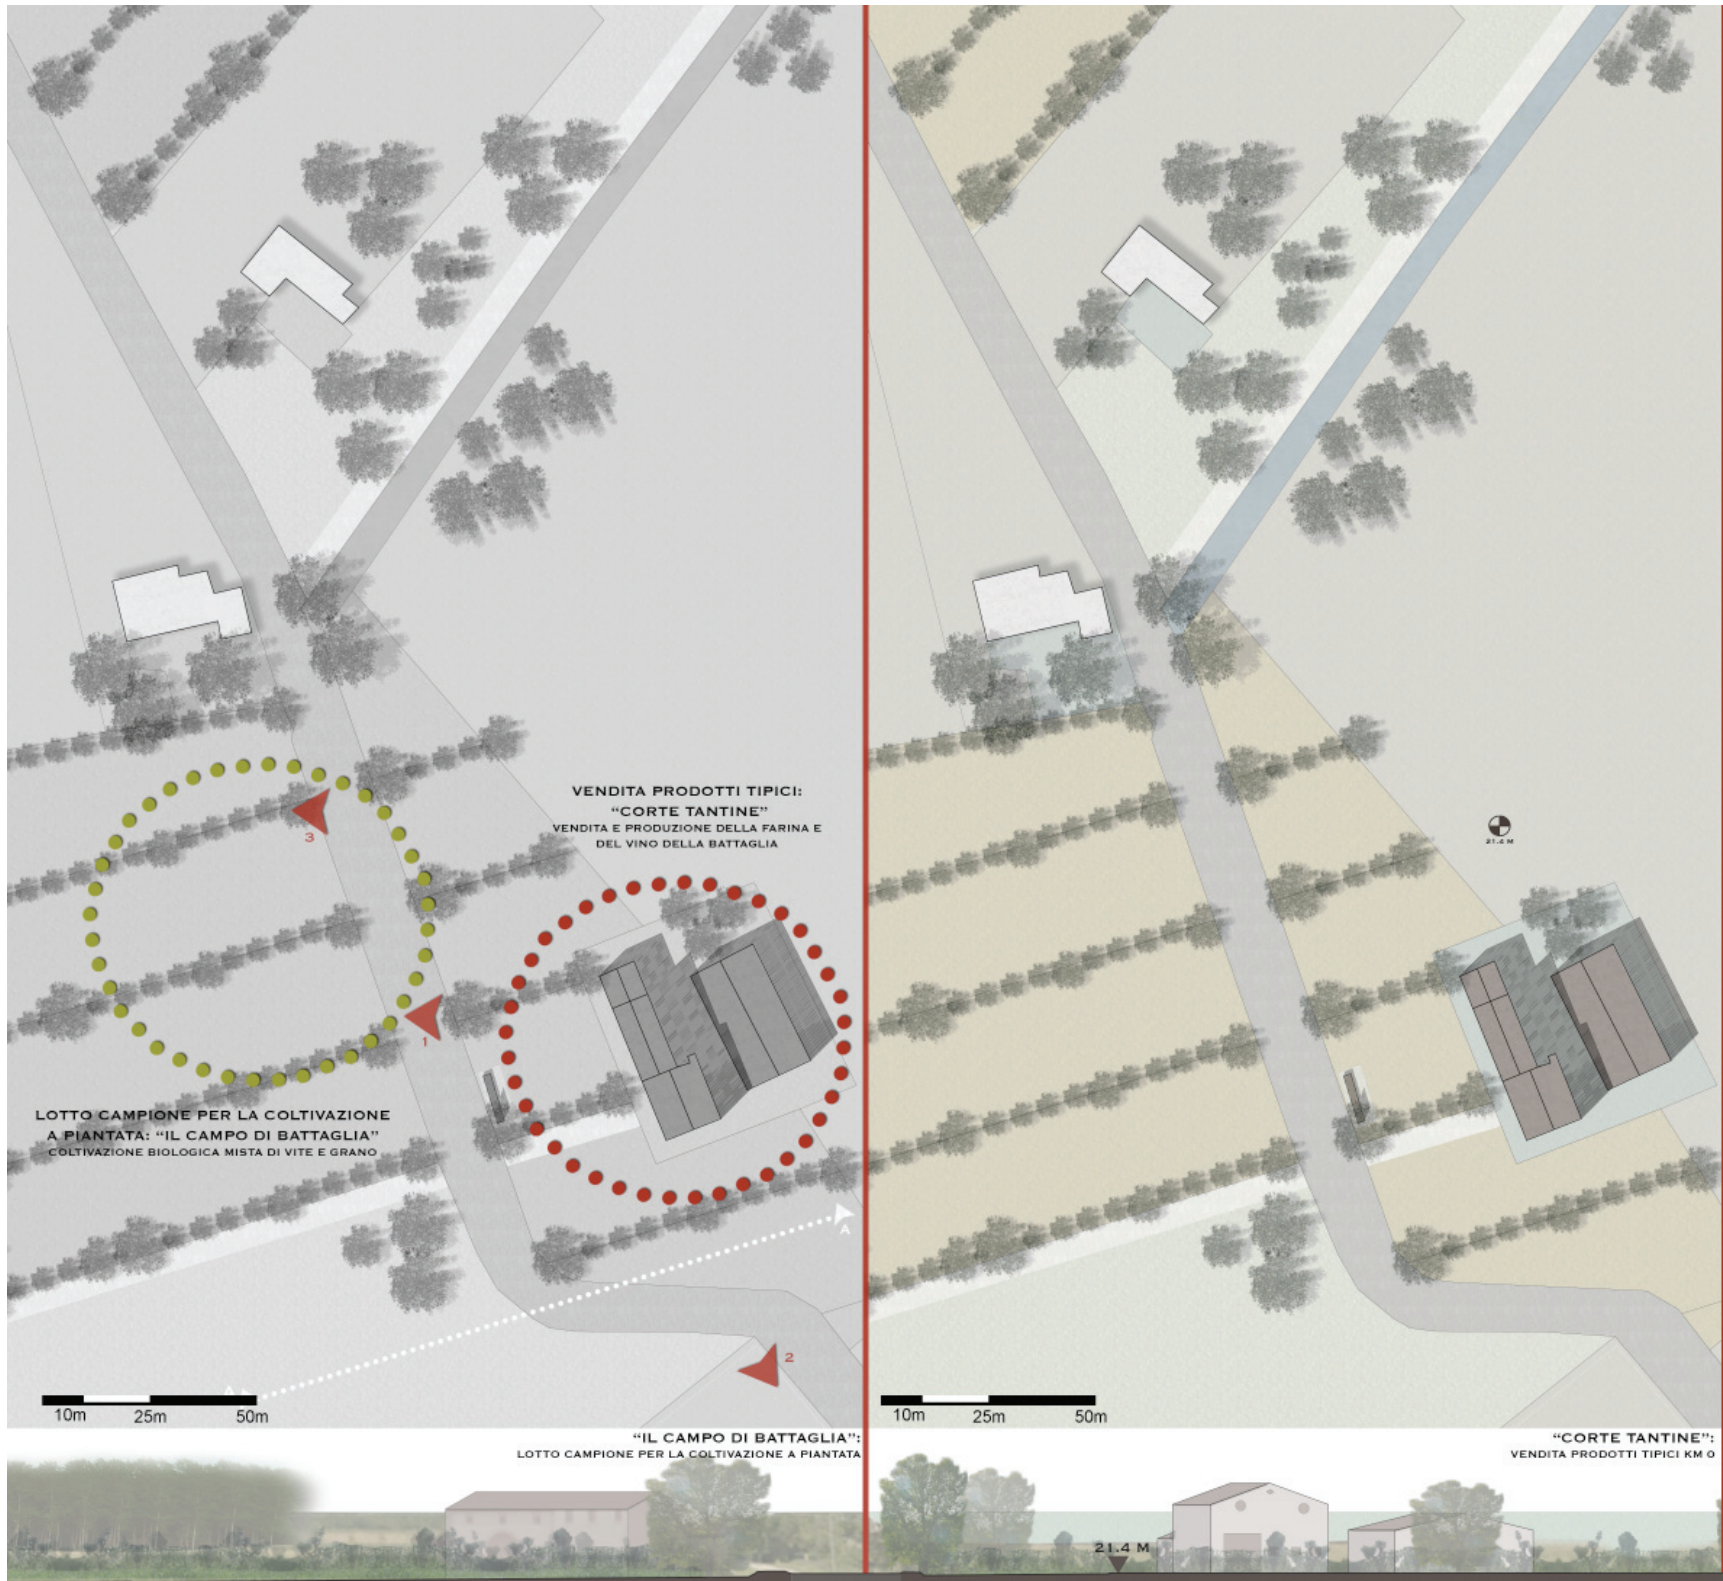 VENDITA PRODOTTI TIPICI:
“CORTE TANTINE”
VENDITA E PRODUZIONE DELLA FARINA E
DEL VINO DELLA BATTAGLIA
3
1
LOTTO CAMPIONE PER LA COLTIVAZIONE
A PIANTATA: “IL CAMPO DI BATTAGLIA”
COLTIVAZIONE BIOLOGICA MISTA DI VITE E GRANO
A
2
A
10m 25m 50m
“IL CAMPO DI BATTAGLIA”:
LOTTO CAMPIONE PER LA COLTIVAZIONE A PIANTATA
21.4 M
10m 25m 50m
“CORTE TANTINE”:
VENDITA PRODOTTI TIPICI KM 0
21.4 M